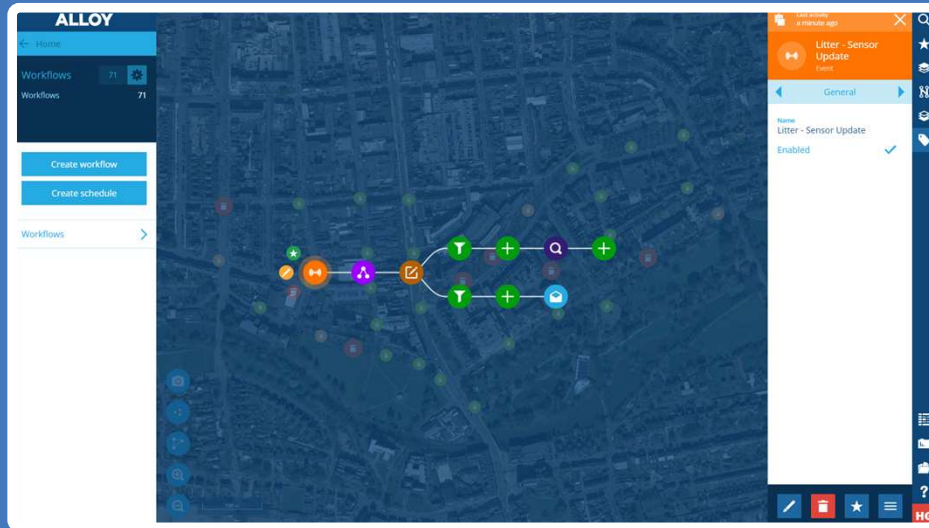 ALLOY
Home
Workflows 71
Workflows 71
Create workflow
Create schedule
Workflows
Last activity
a minute ago
Litter - Sensor
Update
Event
General
Name
Litter - Sensor Update
Enabled
?
HG